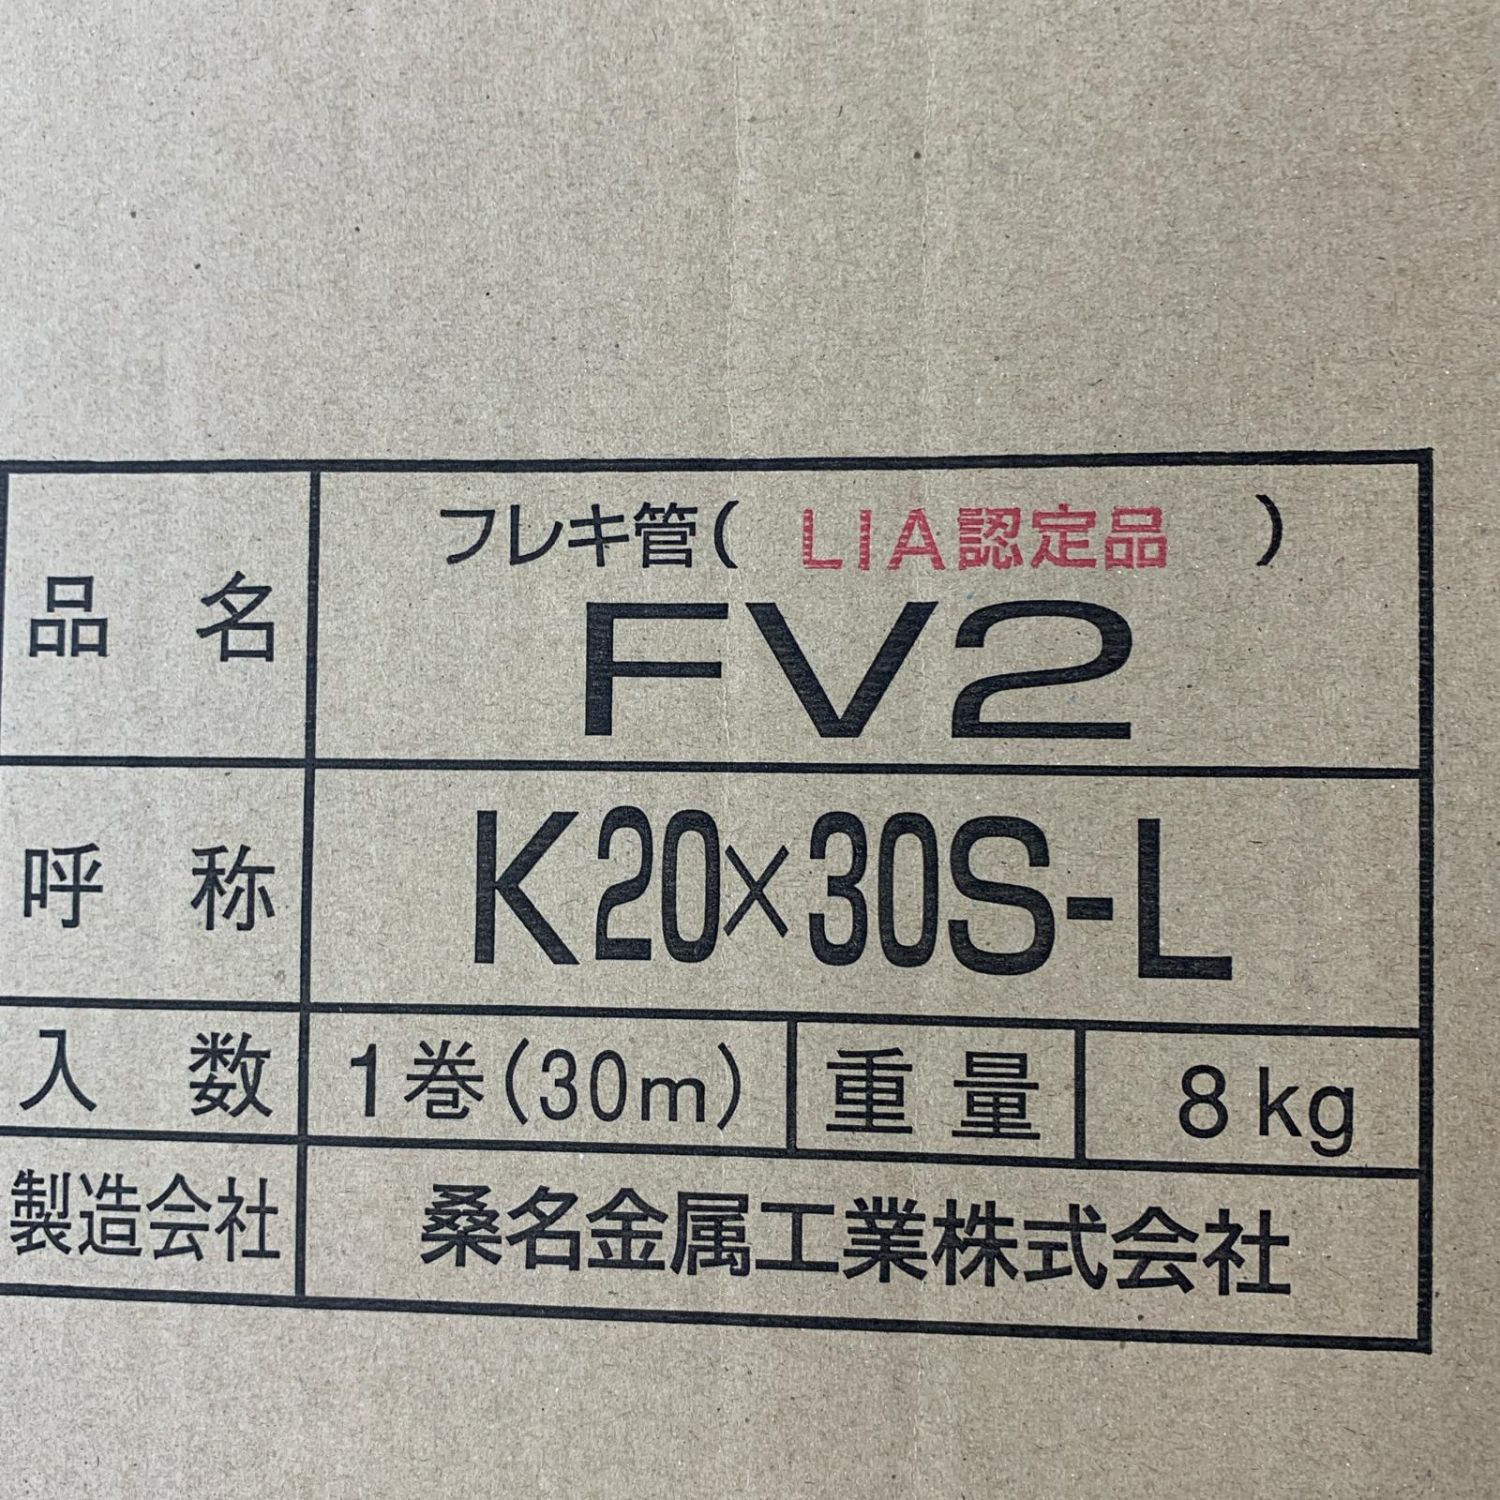 品名 フレキ管( LIA認定品 )
FV2
呼称 K20×30S-L
入数 1巻(30m) 重量 8kg
製造会社 桑名金属工業株式会社